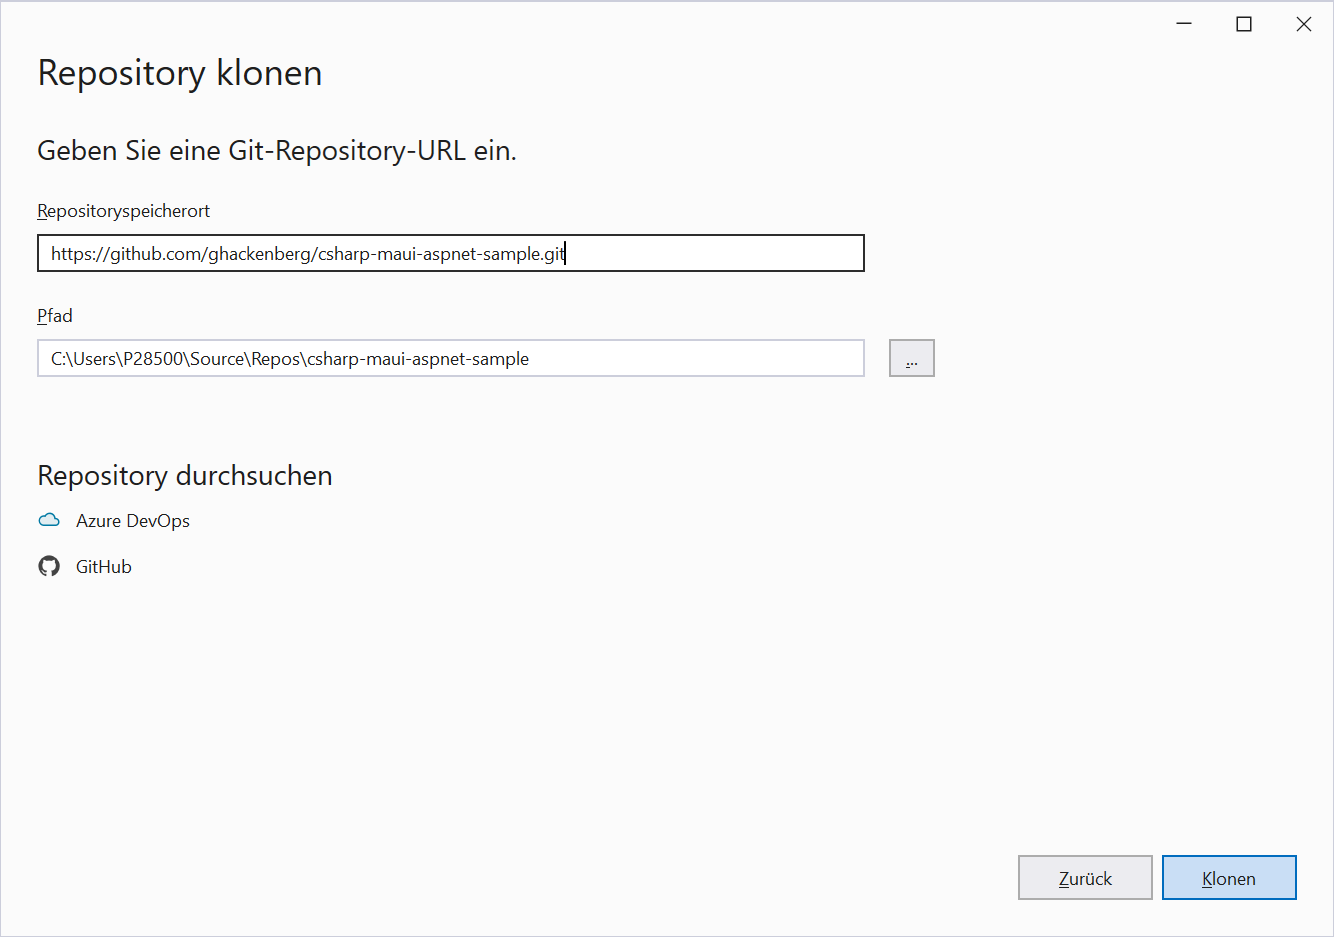 Repository klonen
Geben Sie eine Git-Repository-URL ein.
Repositoryspeicherort
https://github.com/ghackenberg/csharp-maui-aspnet-sample.git
Pfad
C:\Users\P28500\Source\Repos\csharp-maui-aspnet-sample
...
Repository durchsuchen
Azure DevOps
GitHub
Zurück
Klonen